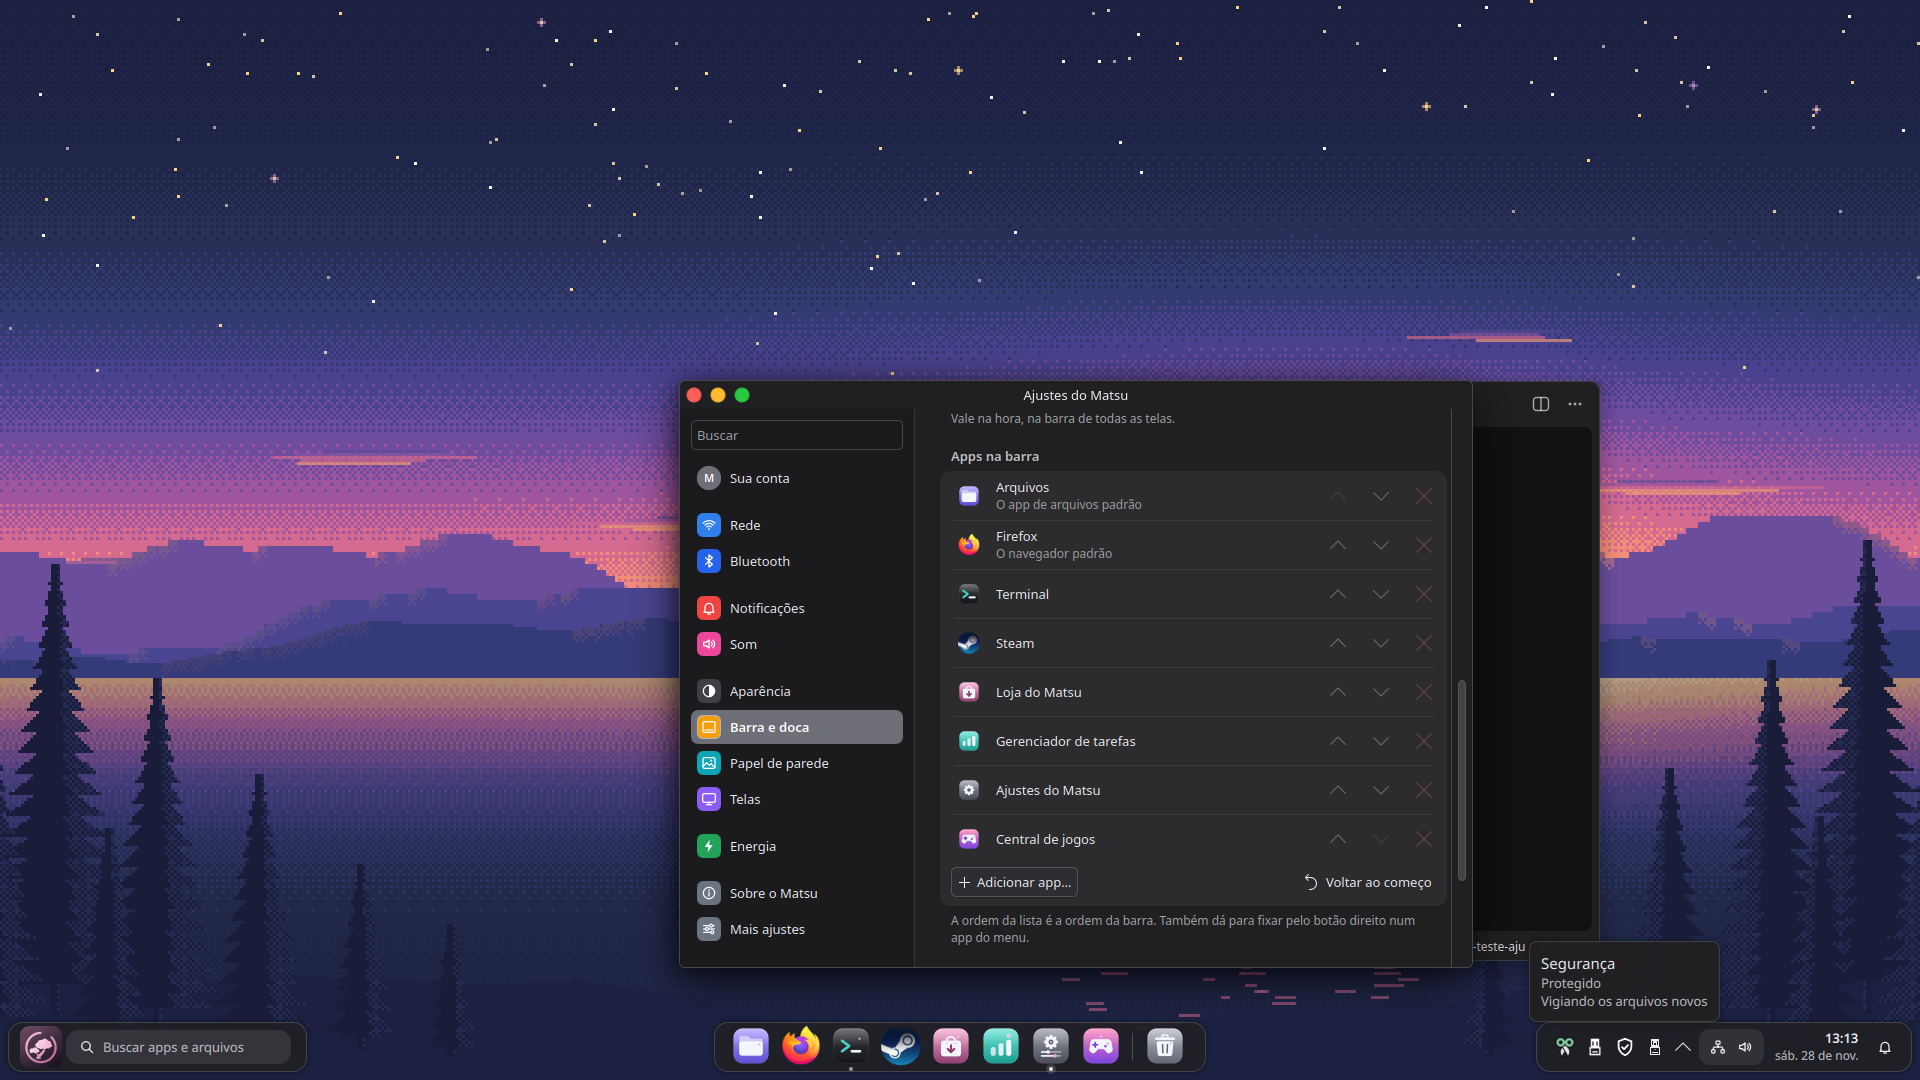 Ajustes do Matsu
Buscar
M
Sua conta
Rede
Bluetooth
Notificações
Som
Aparência
Barra e doca
Papel de parede
Telas
Energia
Sobre o Matsu
Mais ajustes
Vale na hora, na barra de todas as telas.
Apps na barra
Arquivos
O app de arquivos padrão
Firefox
O navegador padrão
Terminal
Steam
Loja do Matsu
Gerenciador de tarefas
Ajustes do Matsu
Central de jogos
Adicionar app...
Voltar ao começo
A ordem da lista é a ordem da barra. Também dá para fixar pelo botão direito num
app do menu.
-teste-aju
Segurança
Protegido
Vigiando os arquivos novos
Buscar apps e arquivos
13:13
sáb. 28 de nov.